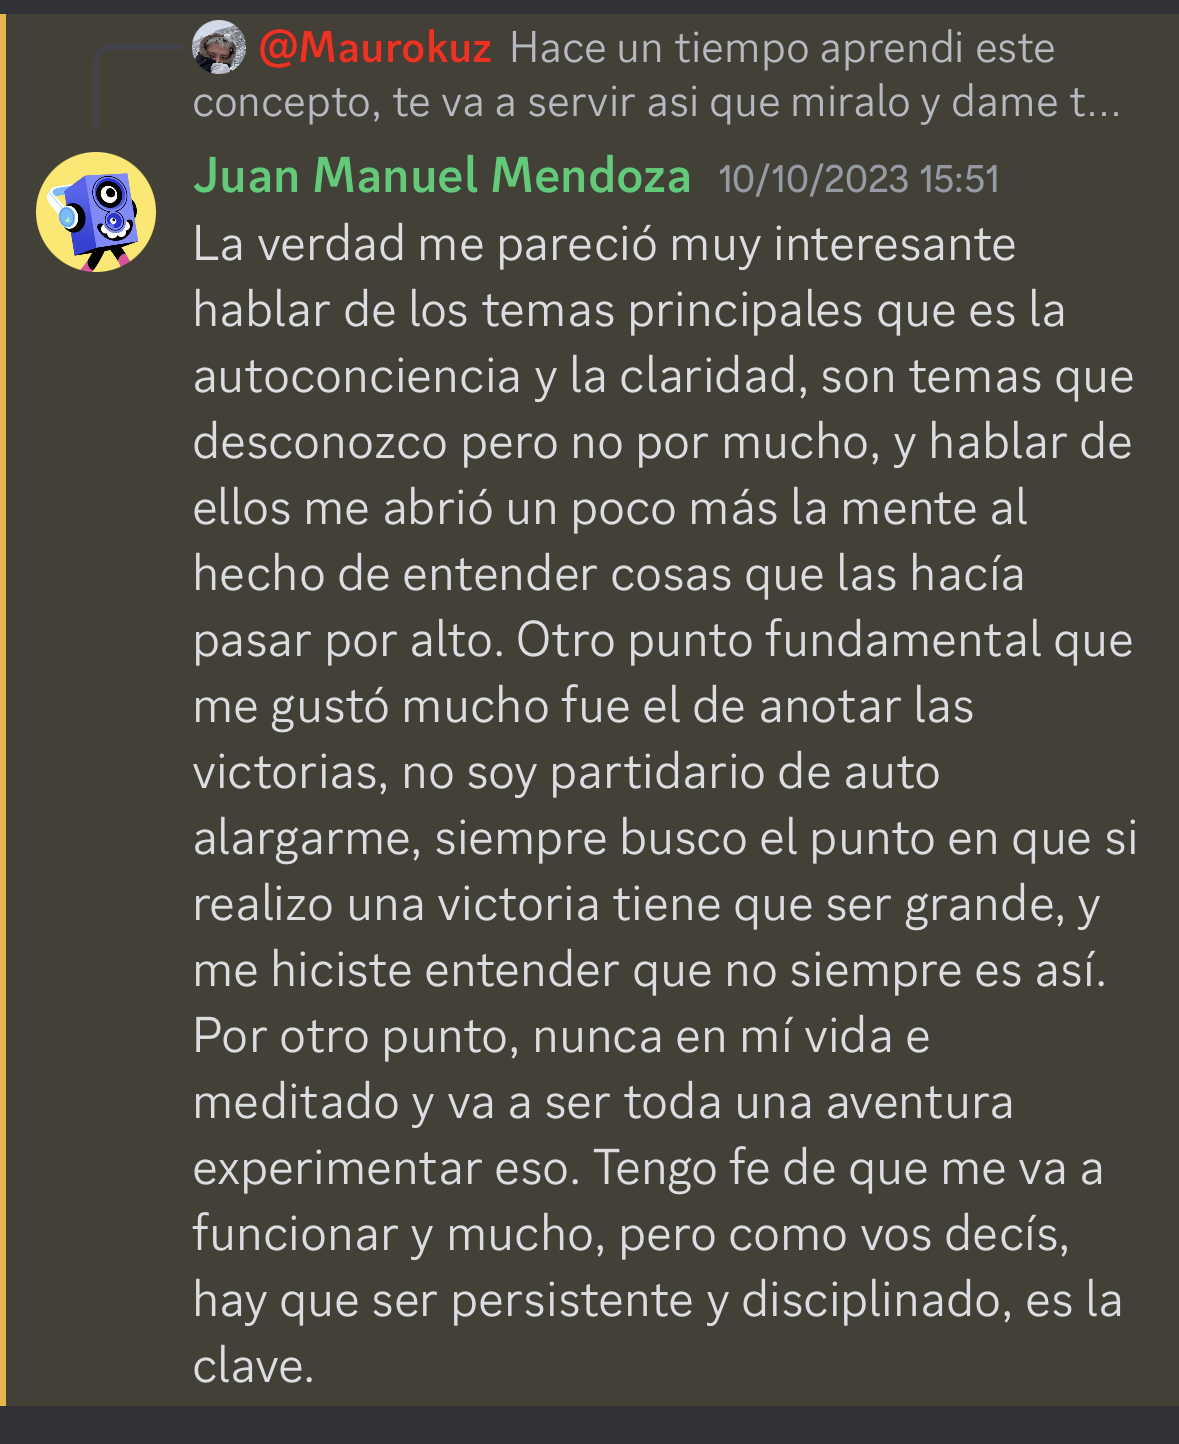 @Maurokuz Hace un tiempo aprendi este
concepto, te va a servir asi que miralo y dame t...
Juan Manuel Mendoza 10/10/2023 15:51
La verdad me pareció muy interesante
hablar de los temas principales que es la
autoconciencia y la claridad, son temas que
desconozco pero no por mucho, y hablar de
ellos me abrió un poco más la mente al
hecho de entender cosas que las hacía
pasar por alto. Otro punto fundamental que
me gustó mucho fue el de anotar las
victorias, no soy partidario de auto
alargarme, siempre busco el punto en que si
realizo una victoria tiene que ser grande, y
me hiciste entender que no siempre es así.
Por otro punto, nunca en mí vida e
meditado y va a ser toda una aventura
experimentar eso. Tengo fe de que me va a
funcionar y mucho, pero como vos decís,
hay que ser persistente y disciplinado, es la
clave.